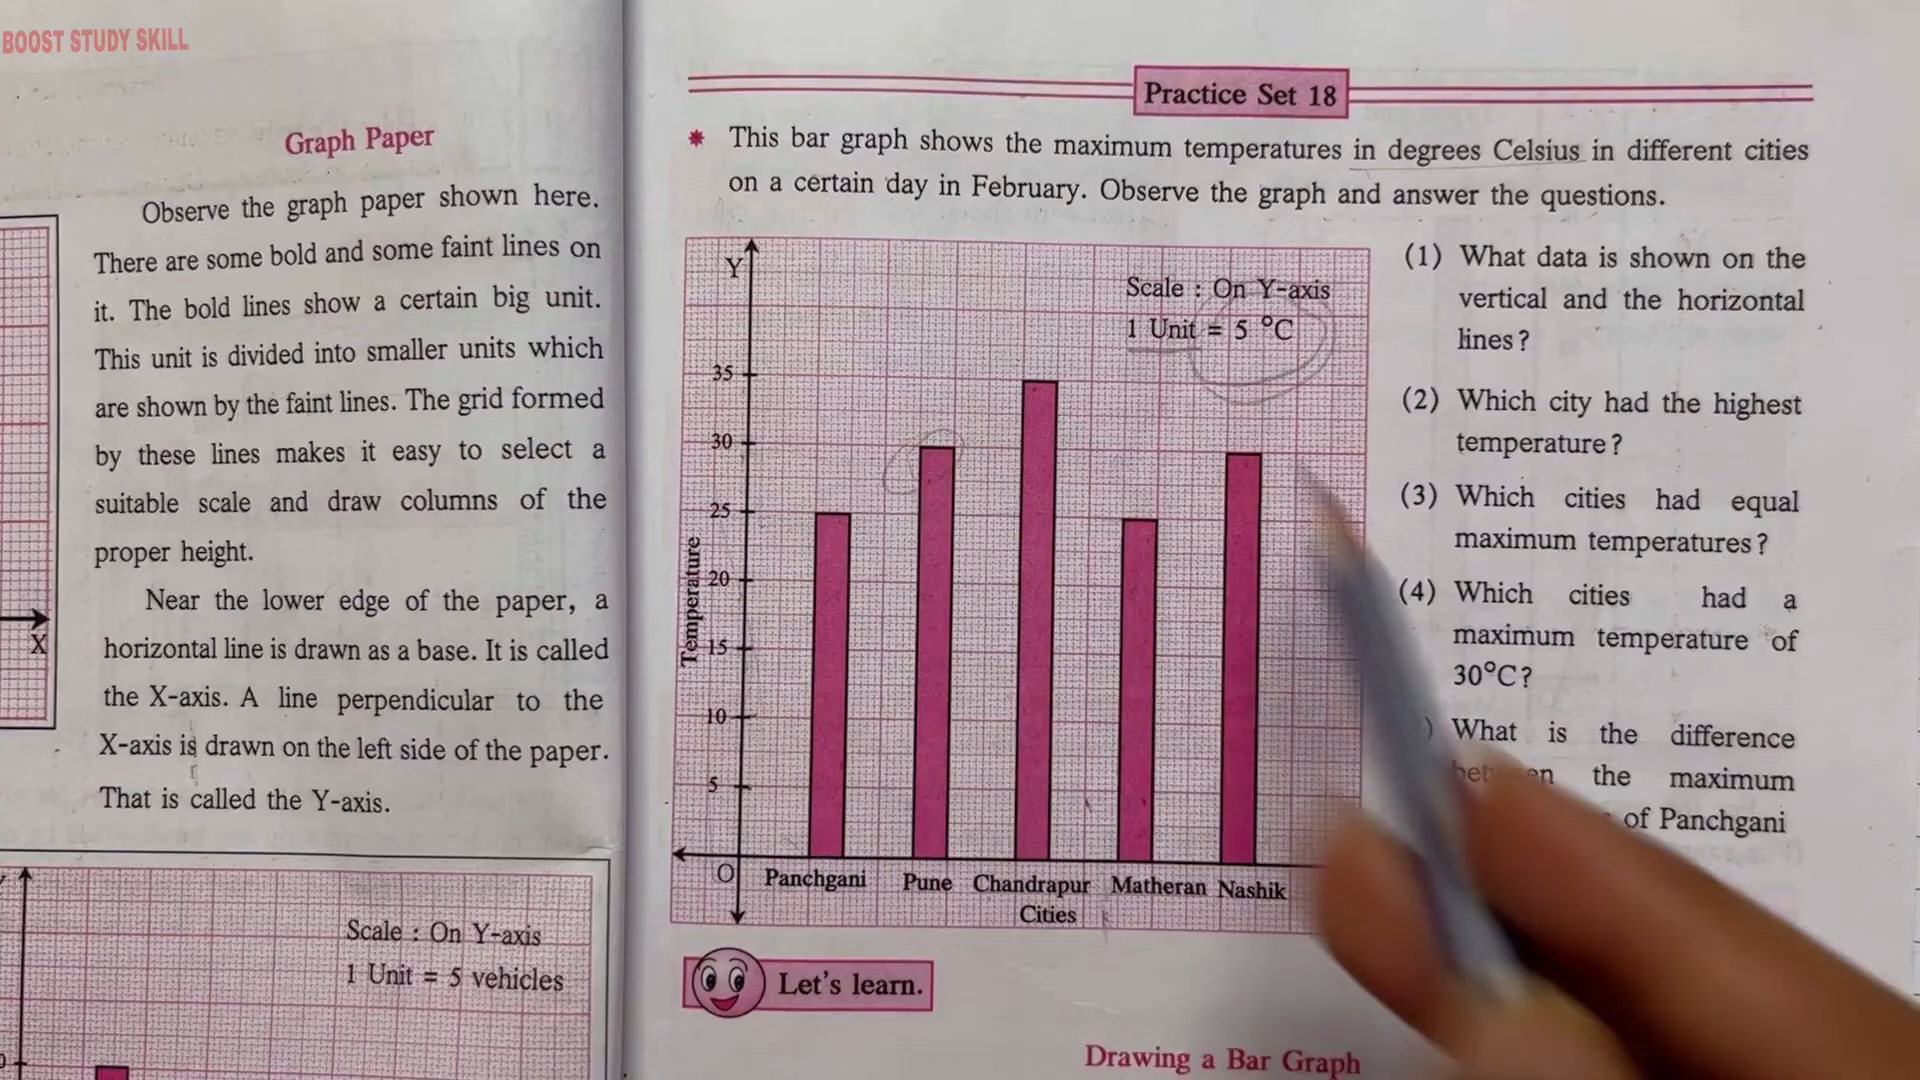 BOOST STUDY SKILL
Graph Paper
Observe the graph paper shown here.
There are some bold and some faint lines on
it. The bold lines show a certain big unit.
This unit is divided into smaller units which
are shown by the faint lines. The grid formed
by these lines makes it easy to select a
suitable scale and draw columns of the
proper height.
Near the lower edge of the paper, a
horizontal line is drawn as a base. It is called
the X-axis. A line perpendicular to the
X-axis is drawn on the left side of the paper.
That is called the Y-axis.
X
Scale : On Y-axis
1 Unit = 5 vehicles
Practice Set 18
This bar graph shows the maximum temperatures in degrees Celsius in different cities
on a certain day in February. Observe the graph and answer the questions.
Y
Scale : On Y-axis
1 Unit = 5 °C
35
30
25
20
15
10
5
O
Temperature
Panchgani Pune Chandrapur Matheran Nashik
Cities
(1) What data is shown on the
vertical and the horizontal
lines?
(2) Which city had the highest
temperature?
(3) Which cities had equal
maximum temperatures?
(4) Which cities had a
maximum temperature of
30°C?
What is the difference
the maximum
of Panchgani
Let's learn.
Drawing a Bar Graph